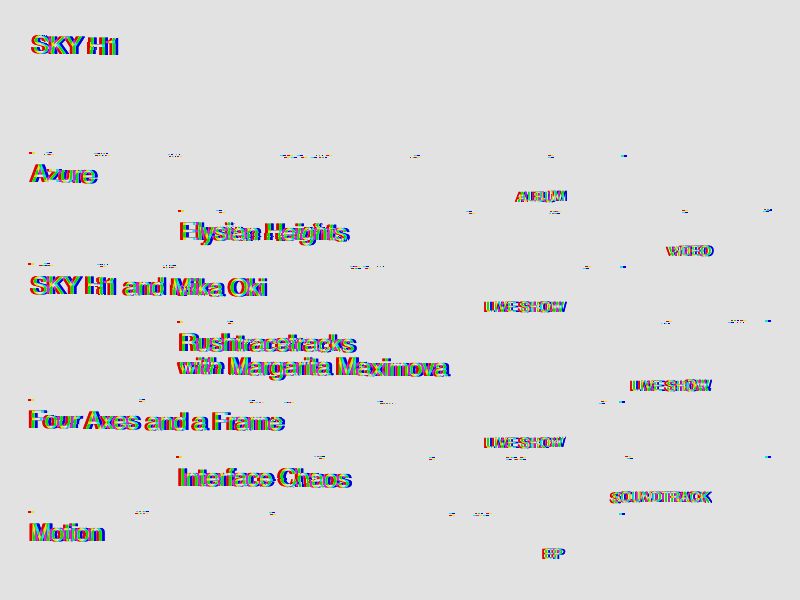 SKY H1
Azure
ALBUM
Elysian Heights
INTRO
SKY H1 and Mika Oki
LIVE SHOW
Rushtracetracks
with Margarita Maximova
LIVE SHOW
Four Axes and a Frame
LIVE SHOW
Interface Chaos
SOUNDTRACK
Motion
EP